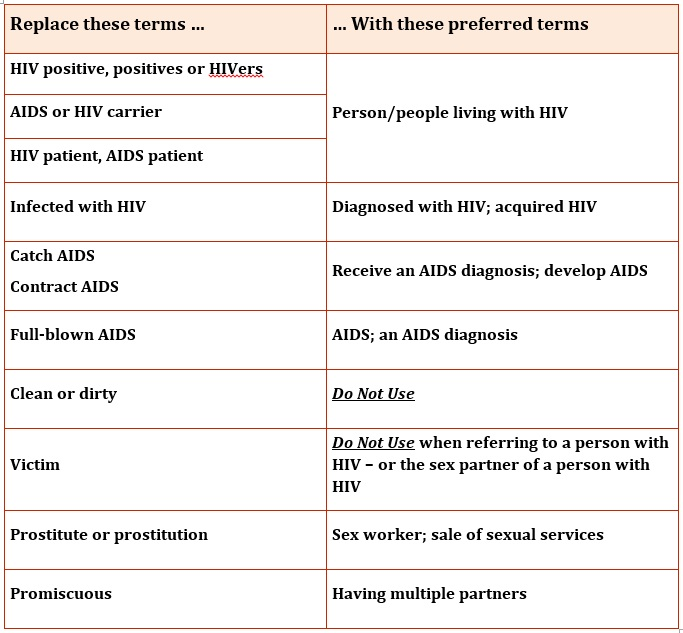 Replace these terms ...
... With these preferred terms
HIV positive, positives or HIVers
AIDS or HIV carrier
HIV patient, AIDS patient
Person/people living with HIV
Infected with HIV
Diagnosed with HIV; acquired HIV
Catch AIDS
Contract AIDS
Receive an AIDS diagnosis; develop AIDS
Full-blown AIDS
AIDS; an AIDS diagnosis
Clean or dirty
Do Not Use
Victim
Do Not Use when referring to a person with
HIV – or the sex partner of a person with
HIV
Prostitute or prostitution
Sex worker; sale of sexual services
Promiscuous
Having multiple partners